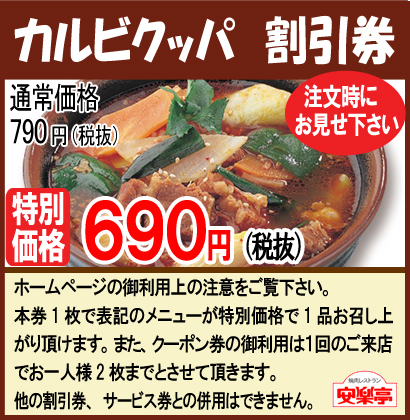 カルビクッパ 割引券
通常価格
790円(税抜)
注文時に
お見せ下さい
特別
価格
690円(税抜)
ホームページの御利用上の注意をご覧下さい。
本券1枚で表記のメニューが特別価格で1品お召し上
がり頂けます。また、クーポン券の御利用は1回のご来店
でお一人様2枚までとさせて頂きます。
他の割引券、サービス券との併用はできません。
焼肉レストラン
安楽亭